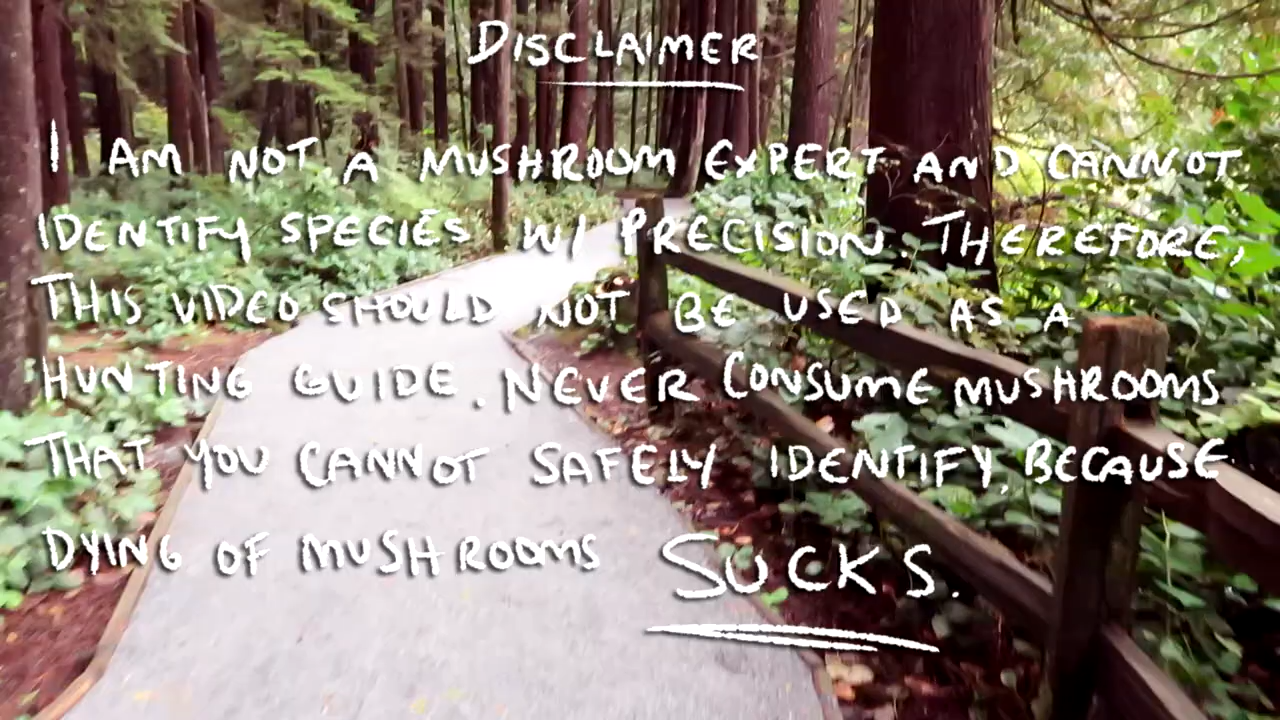 DISCLAIMER
I AM NOT A MUSHROOM EXPERT AND CANNOT
IDENTIFY SPECIES W/ PRECISION. THEREFORE,
THIS VIDEO SHOULD NOT BE USED AS A
HUNTING GUIDE. NEVER CONSUME MUSHROOMS
THAT YOU CANNOT SAFELY IDENTIFY, BECAUSE
DYING OF MUSHROOMS SUCKS.